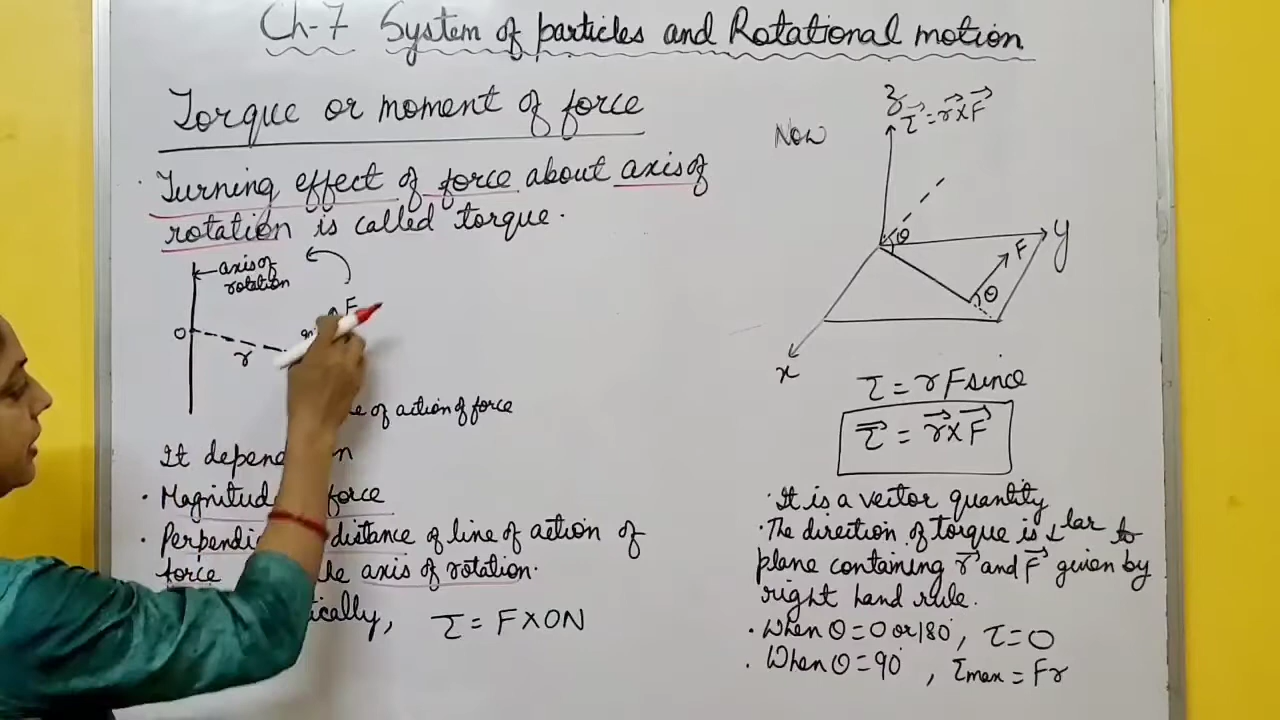 Ch-7 System of particles and Rotational motion
Torque or moment of force
· Turning effect of force about axis of
rotation is called torque.
axis of
rotation
F
O
r
of action of force
It depen n
· Magnitud force
· Perpendi distance of line of action of
force the axis of rotation.
ically, τ = F×ON
Now
z
τ⃗ = r⃗×F⃗
θ
y
F
θ
x
τ = rFsinθ
τ⃗ = r⃗×F⃗
· It is a vector quantity
· The direction of torque is ⊥lar to
plane containing r⃗ and F⃗ given by
right hand rule.
· When θ=0 or 180°, τ=0
· When θ=90°, τmax = Fr